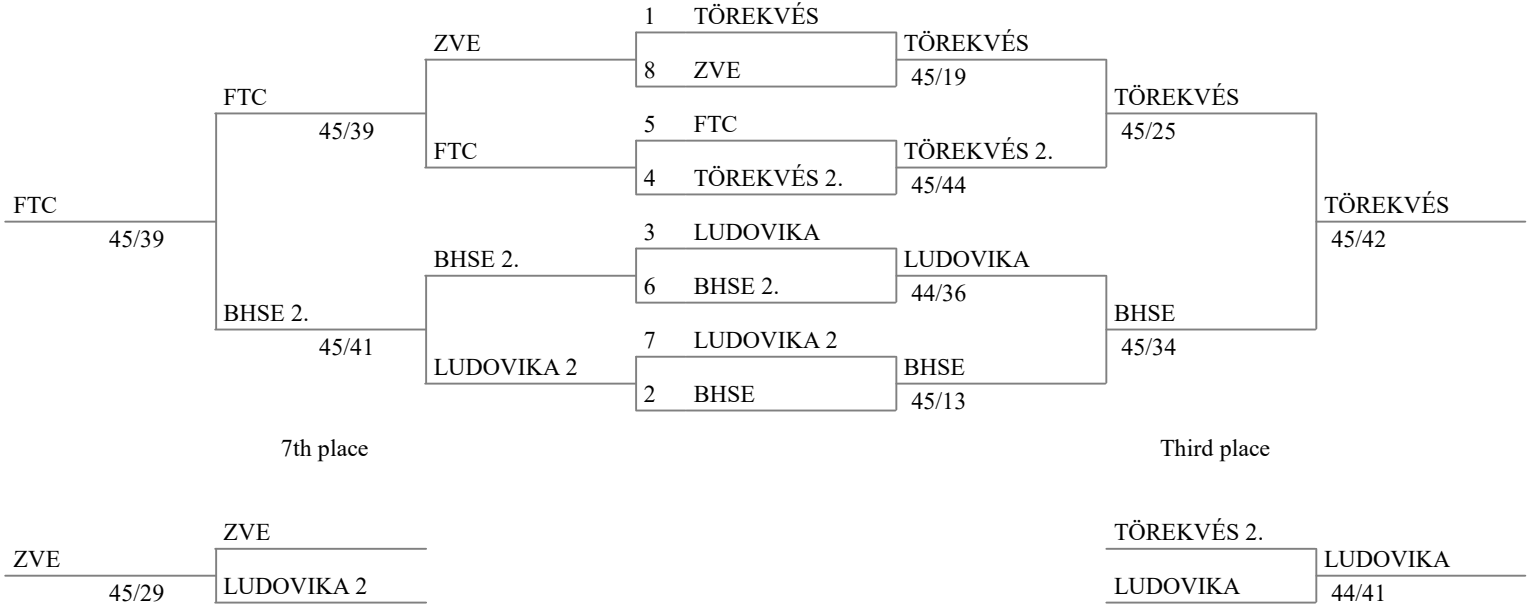 1 TÖREKVÉS
ZVE TÖREKVÉS
8 ZVE 45/19
FTC TÖREKVÉS
45/39 5 FTC 45/25
FTC TÖREKVÉS 2.
4 TÖREKVÉS 2. 45/44
FTC TÖREKVÉS
45/39 3 LUDOVIKA 45/42
BHSE 2. LUDOVIKA
6 BHSE 2. 44/36
BHSE 2. BHSE
45/41 7 LUDOVIKA 2 45/34
LUDOVIKA 2 BHSE
2 BHSE 45/13
7th place Third place
ZVE TÖREKVÉS 2.
ZVE LUDOVIKA
45/29 LUDOVIKA 2 LUDOVIKA 44/41